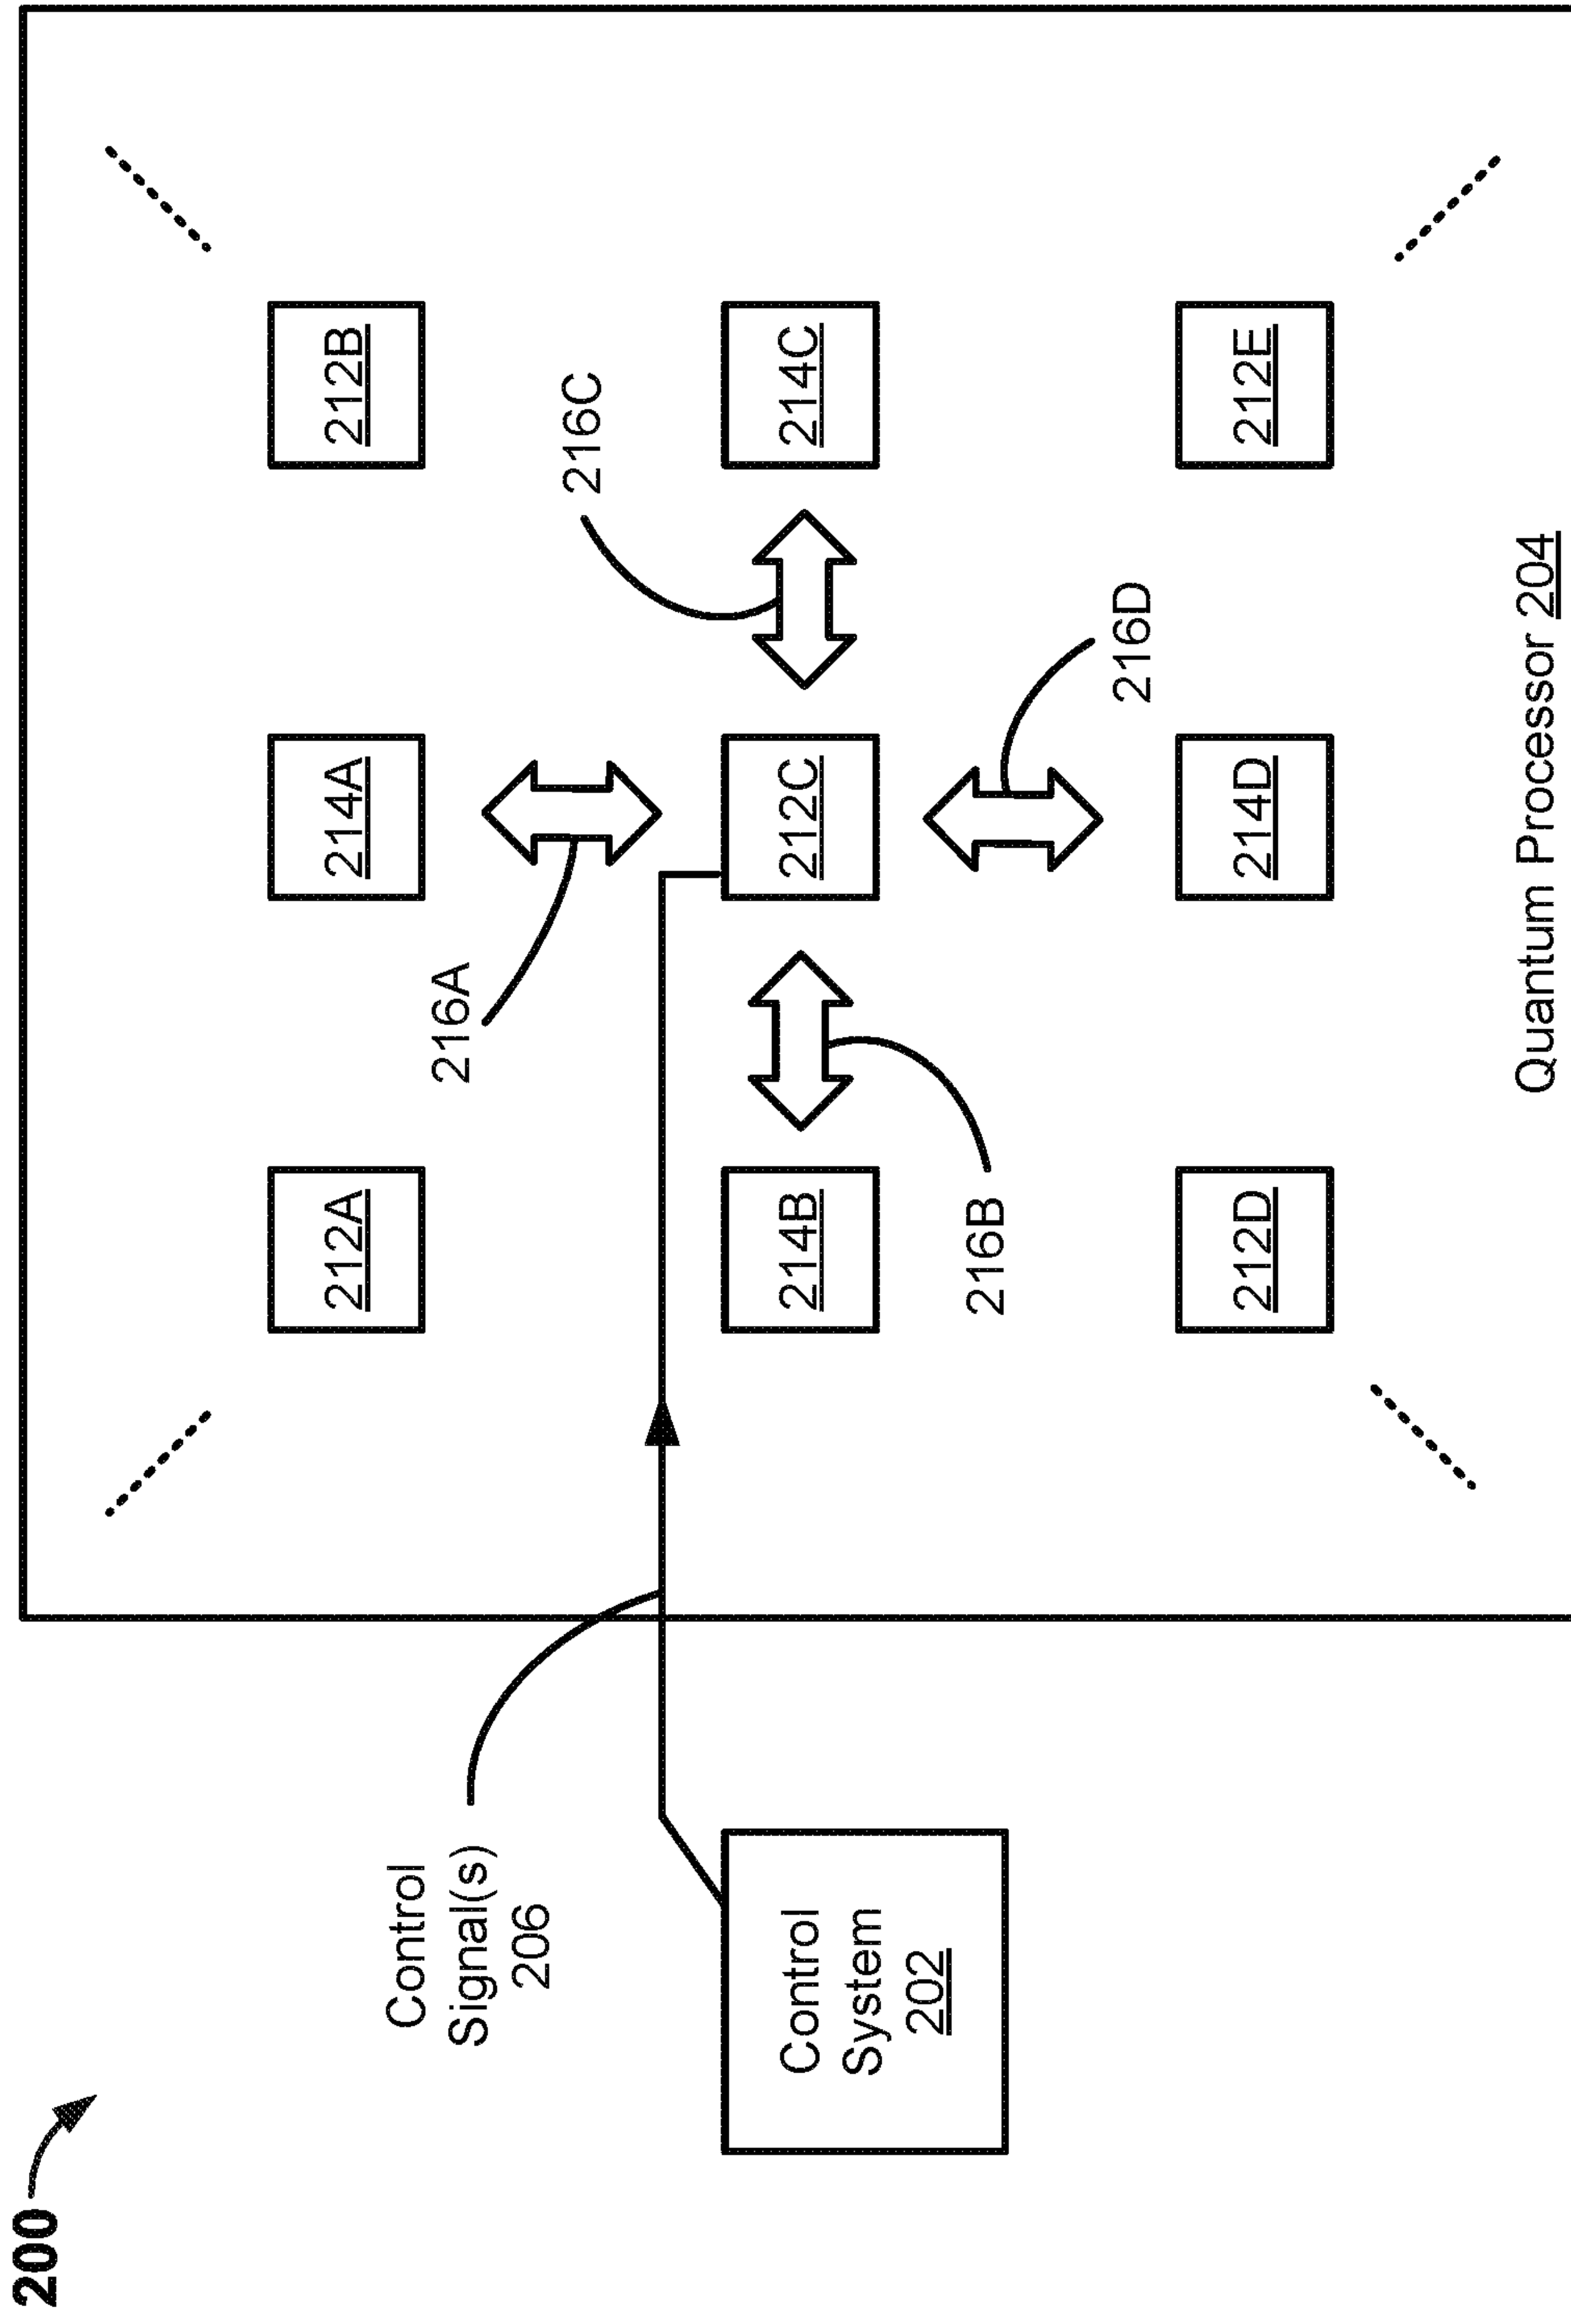 200
212A
214A
212B
216A
216C
Control
Signal(s)
206
Control
System
202
214B
212C
214C
216B
216D
212D
214D
212E
Quantum Processor 204